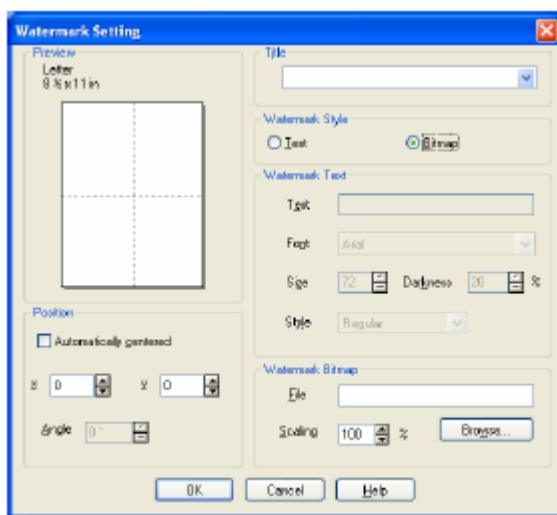 Watermark Setting
Preview
Letter
8 ½ x 11 in
Position
Automatically centered
X 0 Y 0
Angle 0 °
Title
Watermark Style
Text Bitmap
Watermark Text
Text
Font Arial
Size 72 Darkness 20 %
Style Regular
Watermark Bitmap
File
Scaling 100 % Browse...
OK Cancel Help